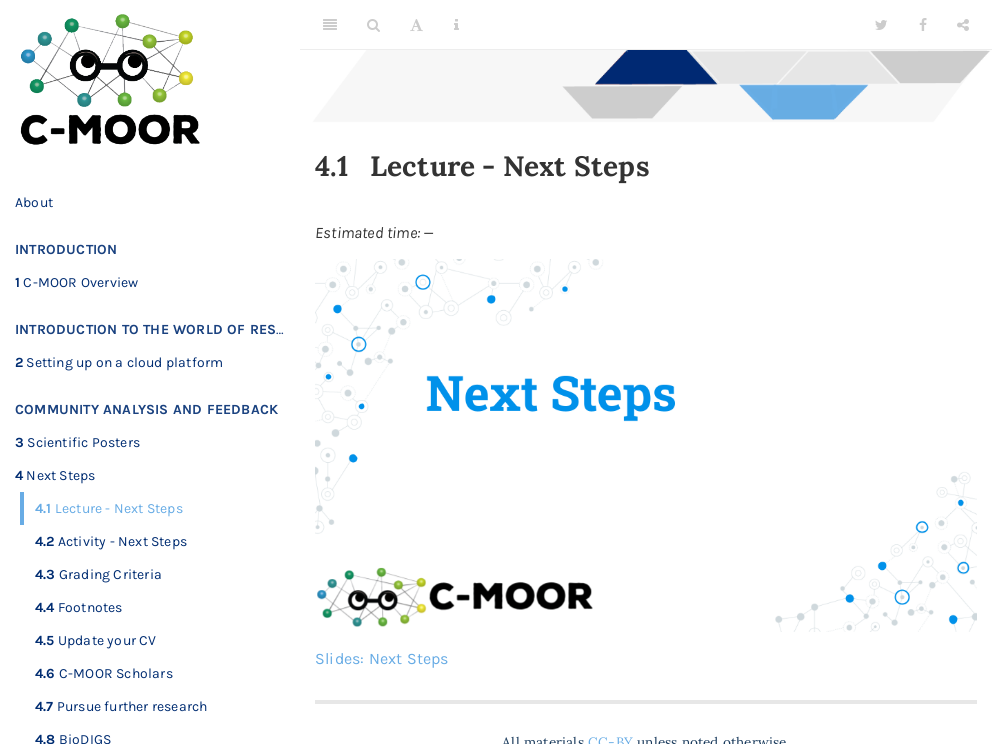 C-MOOR
About
INTRODUCTION
1 C-MOOR Overview
INTRODUCTION TO THE WORLD OF RES...
2 Setting up on a cloud platform
COMMUNITY ANALYSIS AND FEEDBACK
3 Scientific Posters
4 Next Steps
4.1 Lecture - Next Steps
4.2 Activity - Next Steps
4.3 Grading Criteria
4.4 Footnotes
4.5 Update your CV
4.6 C-MOOR Scholars
4.7 Pursue further research
4.8 BioDIGS
A
i
4.1 Lecture - Next Steps
Estimated time: —
Next Steps
C-MOOR
Slides: Next Steps
All materials CC-BY unless noted otherwise